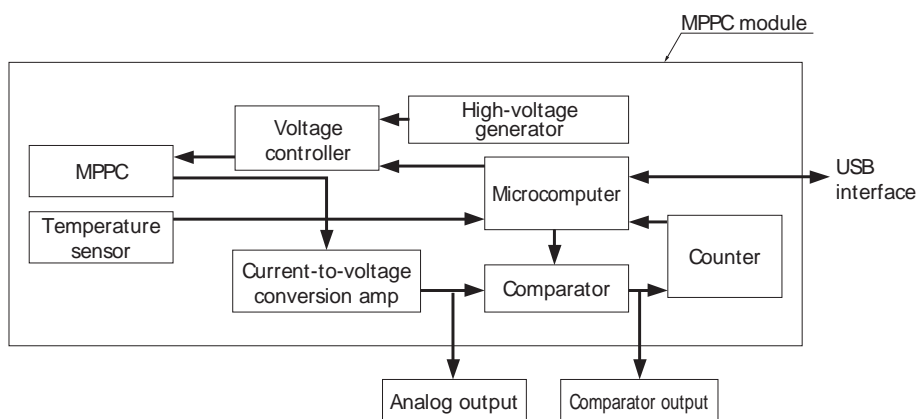 MPPC module
High-voltage
generator
Voltage
controller
MPPC
Microcomputer
USB
interface
Temperature
sensor
Current-to-voltage
conversion amp
Comparator
Counter
Analog output
Comparator output